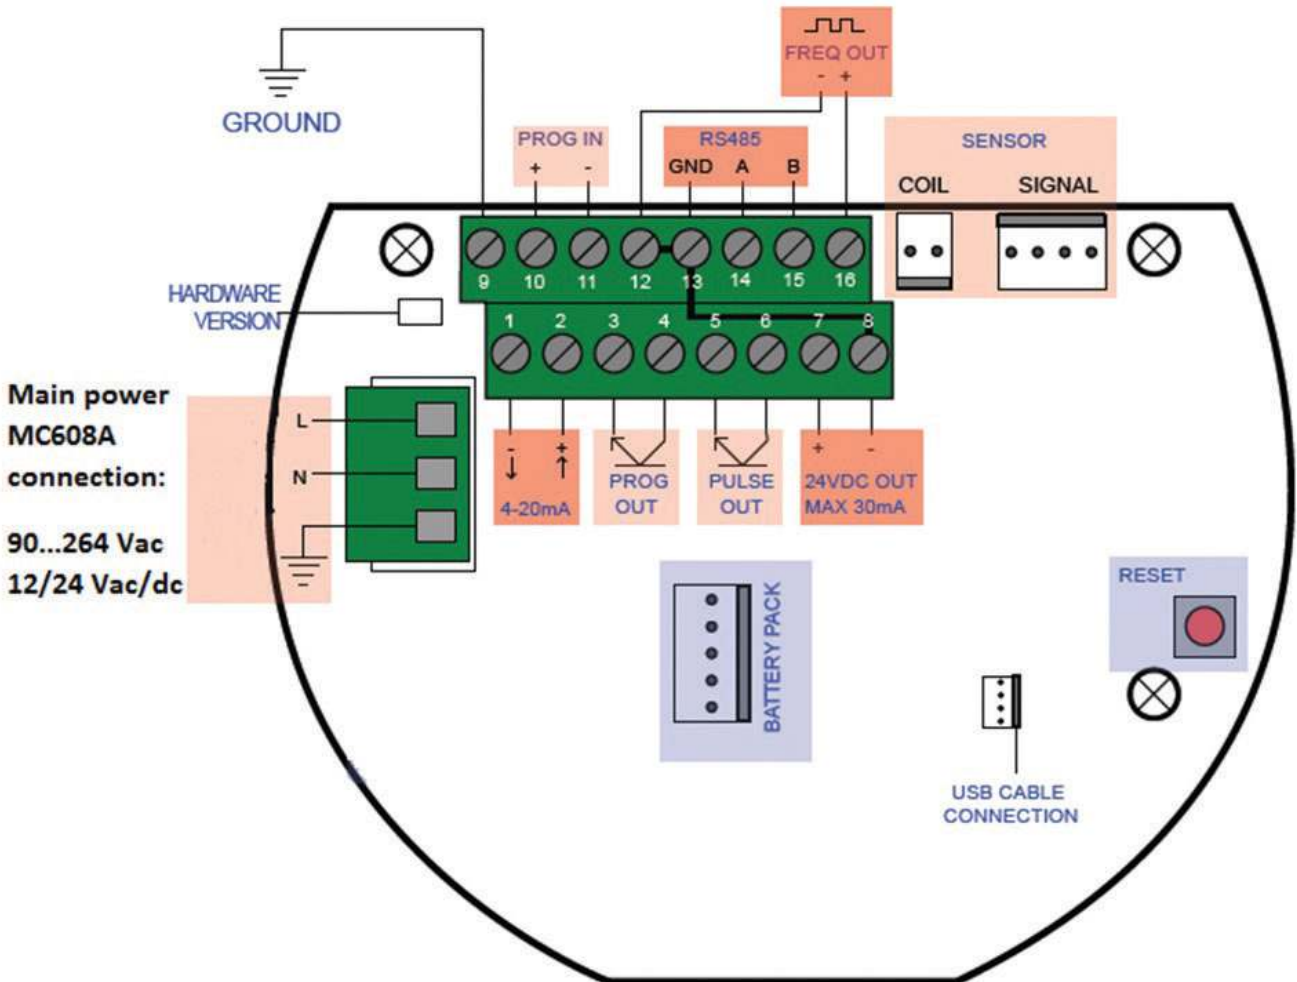 FREQ OUT
- +
GROUND
PROG IN
+ -
RS485
GND A B
SENSOR
COIL SIGNAL
9 10 11 12 13 14 15 16
HARDWARE
VERSION
1 2 3 4 5 6 7 8
Main power
MC608A
connection:
90...264 Vac
12/24 Vac/dc
L
N
- +
4-20mA
PROG
OUT
PULSE
OUT
+ -
24VDC OUT
MAX 30mA
BATTERY PACK
RESET
USB CABLE
CONNECTION